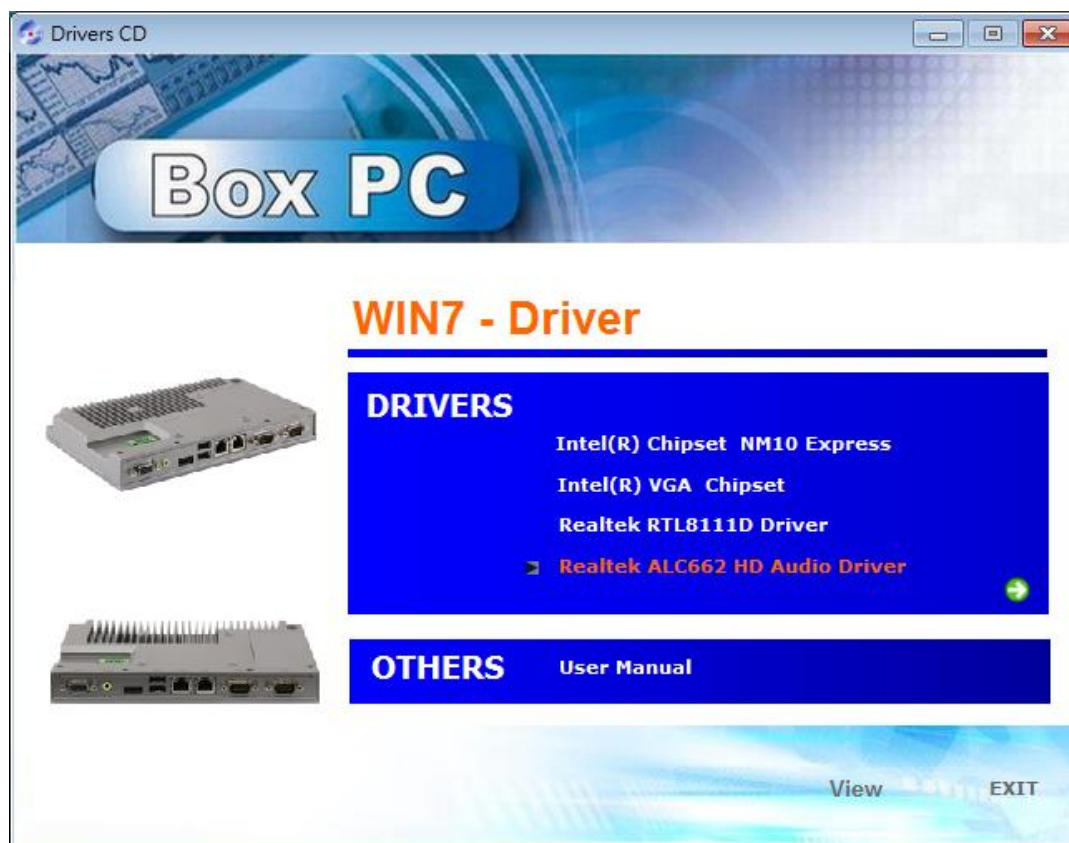 Drivers CD
Box PC
WIN7 - Driver
DRIVERS
Intel(R) Chipset NM10 Express
Intel(R) VGA Chipset
Realtek RTL8111D Driver
Realtek ALC662 HD Audio Driver
OTHERS User Manual
View EXIT